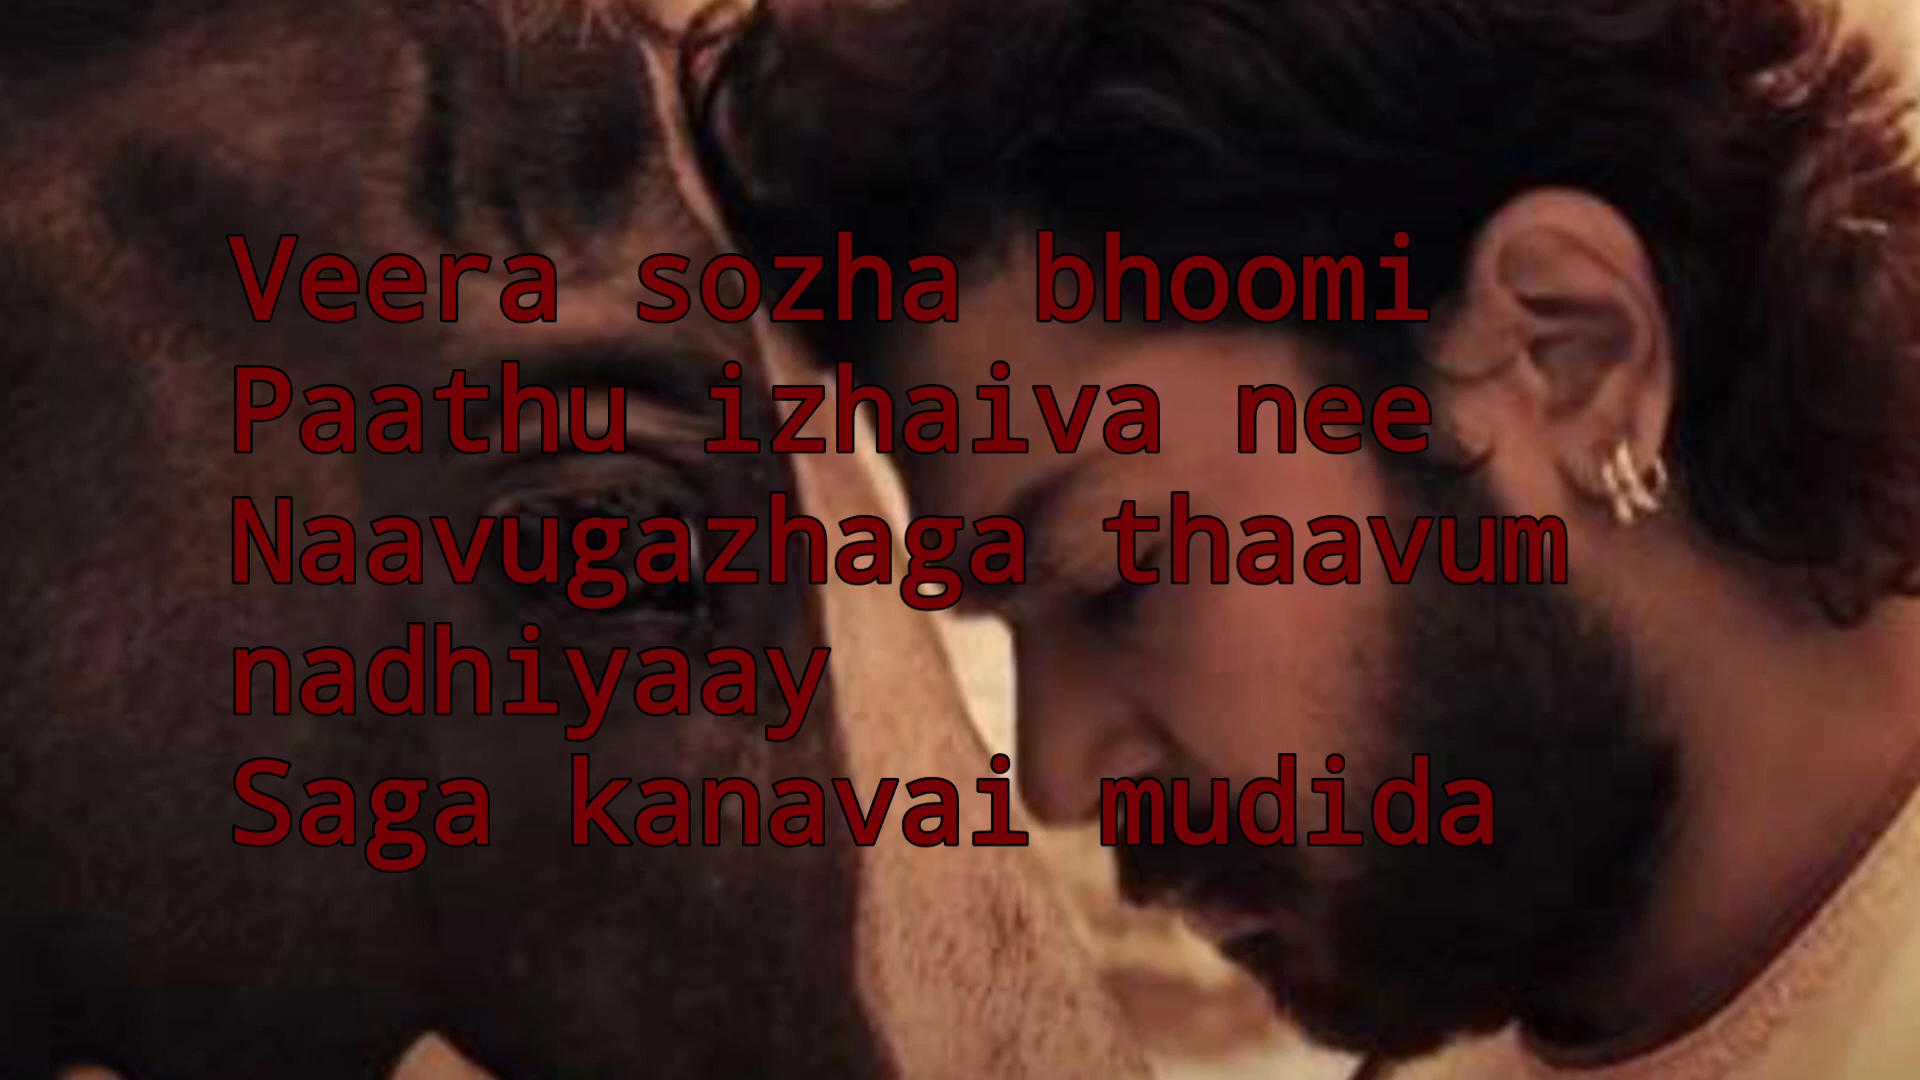 Veera sozha bhoomi
Paathu izhaiva nee
Naavugazhaga thaavum
nadhiyaay
Saga kanavai mudida